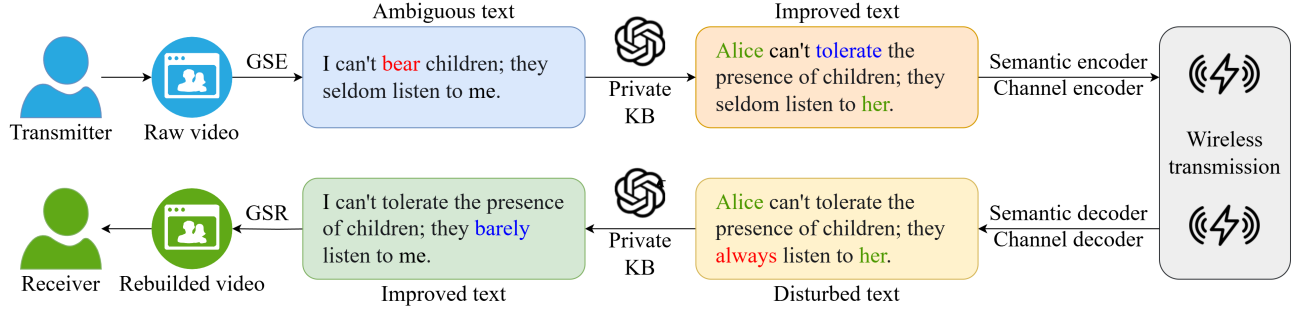 Ambiguous text
Improved text
Transmitter
Raw video
GSE
I can't bear children; they
seldom listen to me.
Private
KB
Alice can't tolerate the
presence of children; they
seldom listen to her.
Semantic encoder
Channel encoder
Wireless
transmission
Receiver
Rebuilded video
GSR
I can't tolerate the presence
of children; they barely
listen to me.
Improved text
Private
KB
Alice can't tolerate the
presence of children; they
always listen to her.
Disturbed text
Semantic decoder
Channel decoder